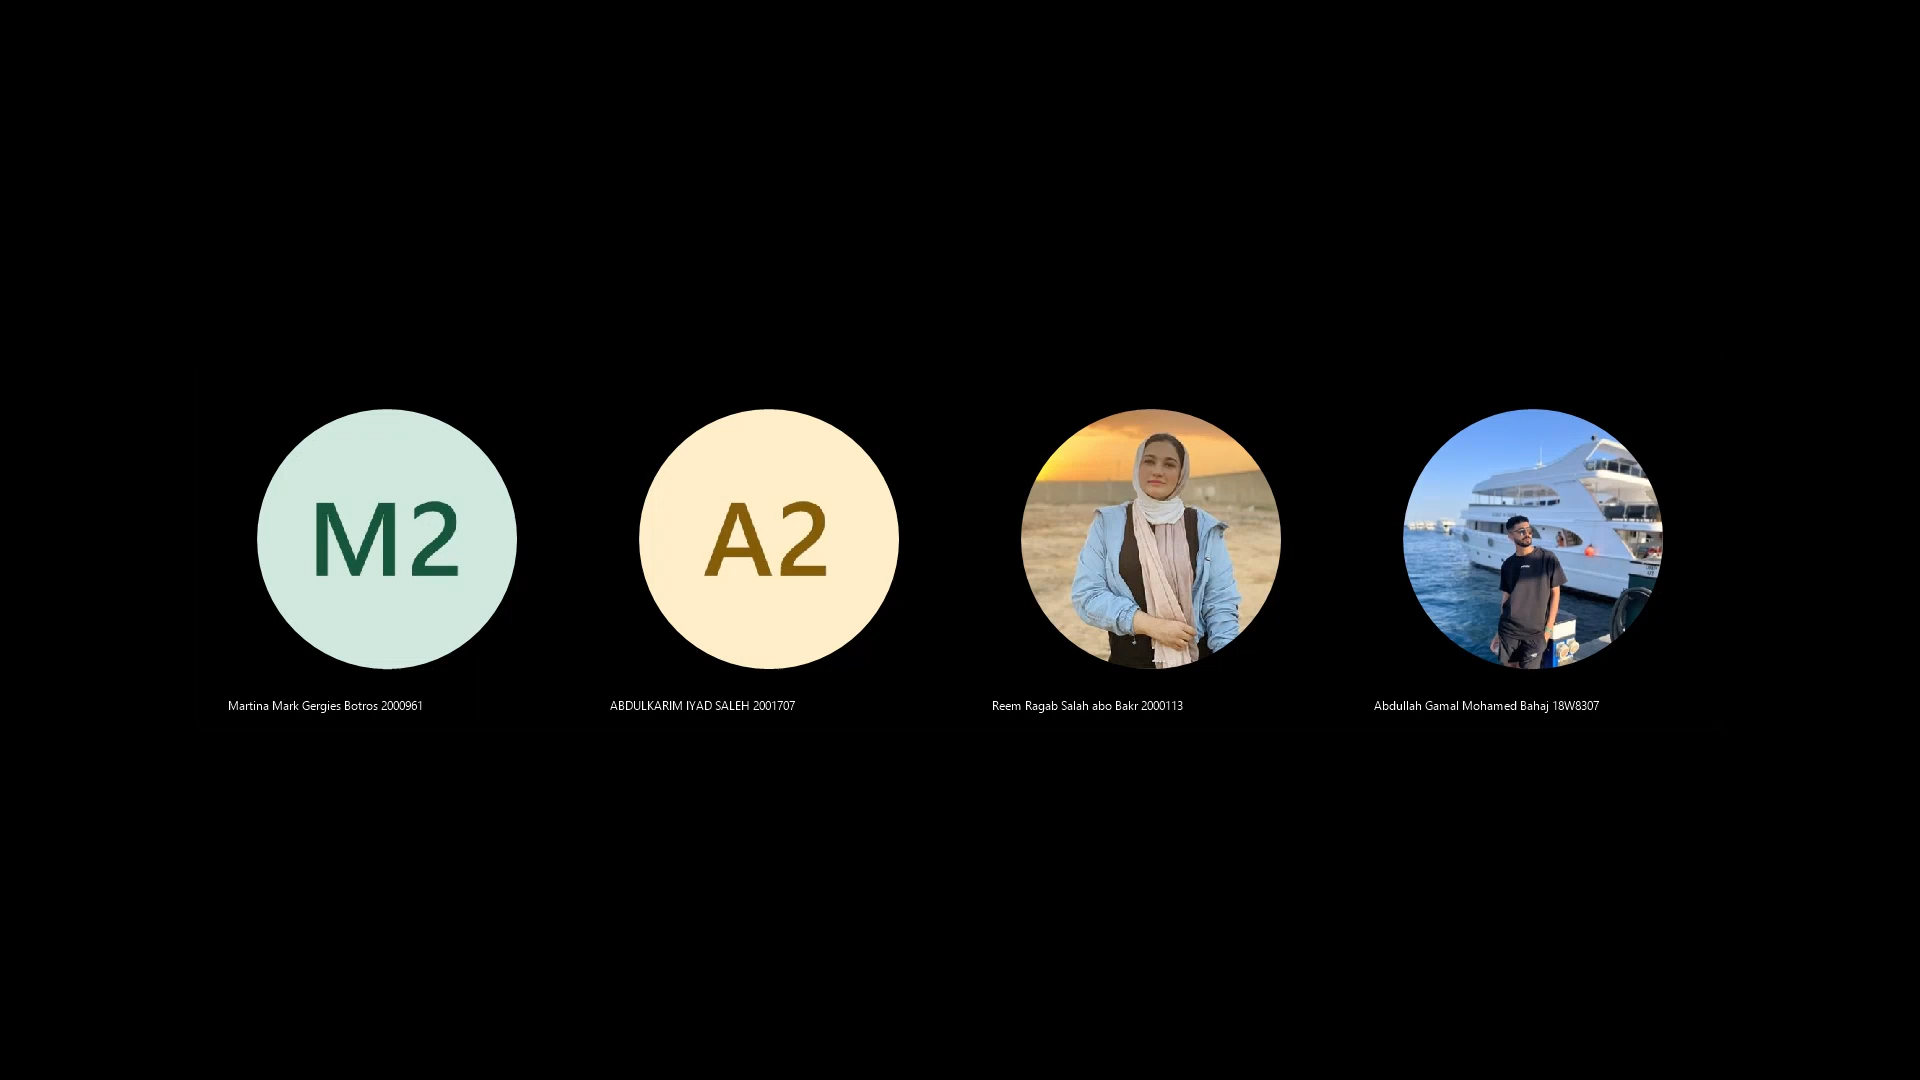 M2
A2
Martina Mark Gergies Botros 2000961
ABDULKARIM IYAD SALEH 2001707
Reem Ragab Salah abo Bakr 2000113
Abdullah Gamal Mohamed Bahaj 18W8307